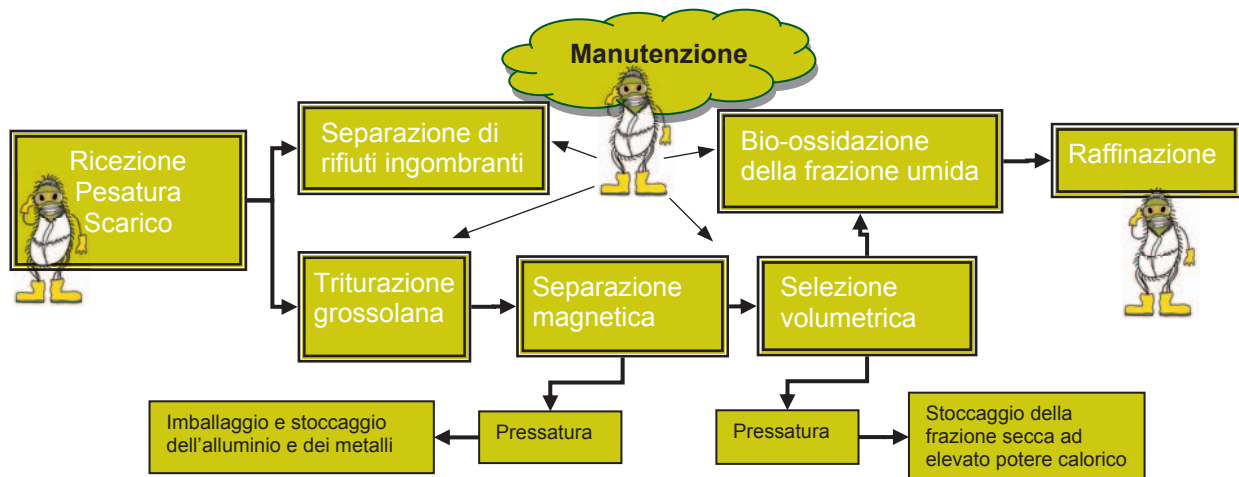 Manutenzione
Ricezione
Pesatura
Scarico
Separazione di
rifiuti ingombranti
Bio-ossidazione
della frazione umida
Raffinazione
Triturazione
grossolana
Separazione
magnetica
Selezione
volumetrica
Imballaggio e stoccaggio
dell'alluminio e dei metalli
Pressatura
Pressatura
Stoccaggio della
frazione secca ad
elevato potere calorico